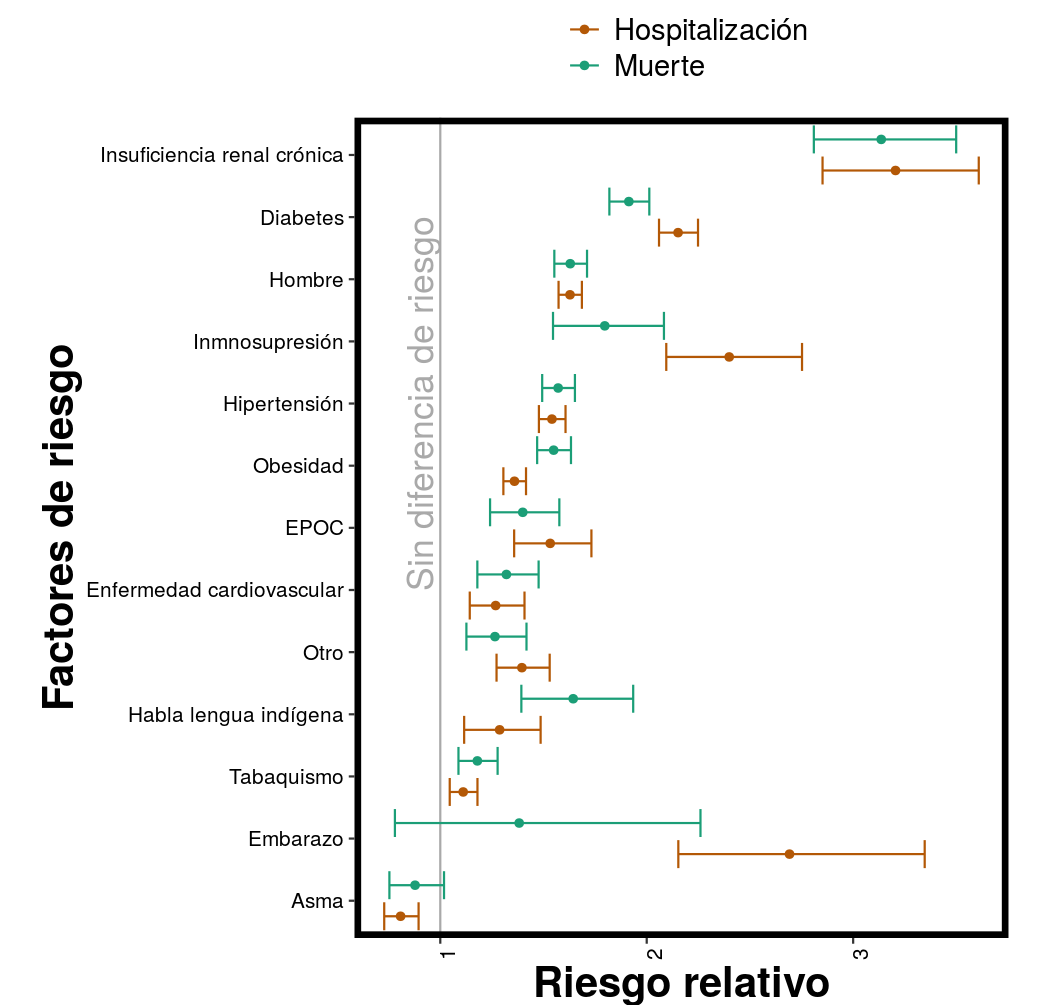 Hospitalización
Muerte
Factores de riesgo
Insuficiencia renal crónica
Diabetes
Hombre
Inmnosupresión
Hipertensión
Obesidad
EPOC
Enfermedad cardiovascular
Otro
Habla lengua indígena
Tabaquismo
Embarazo
Asma
Sin diferencia de riesgo
1
2
3
Riesgo relativo